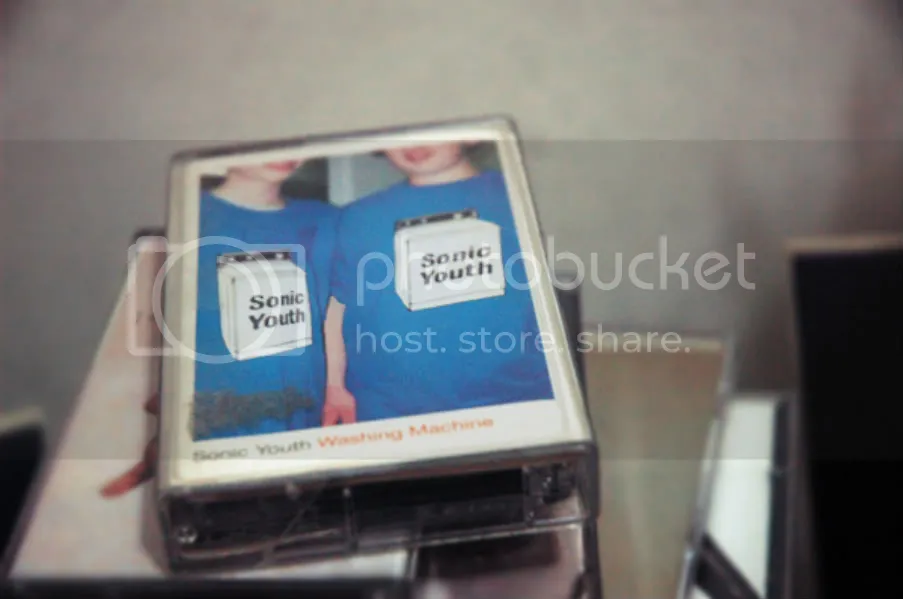 Sonic
Youth
Sonic
Youth
photobucket
host. store. share.
Sonic Youth Washing Machine